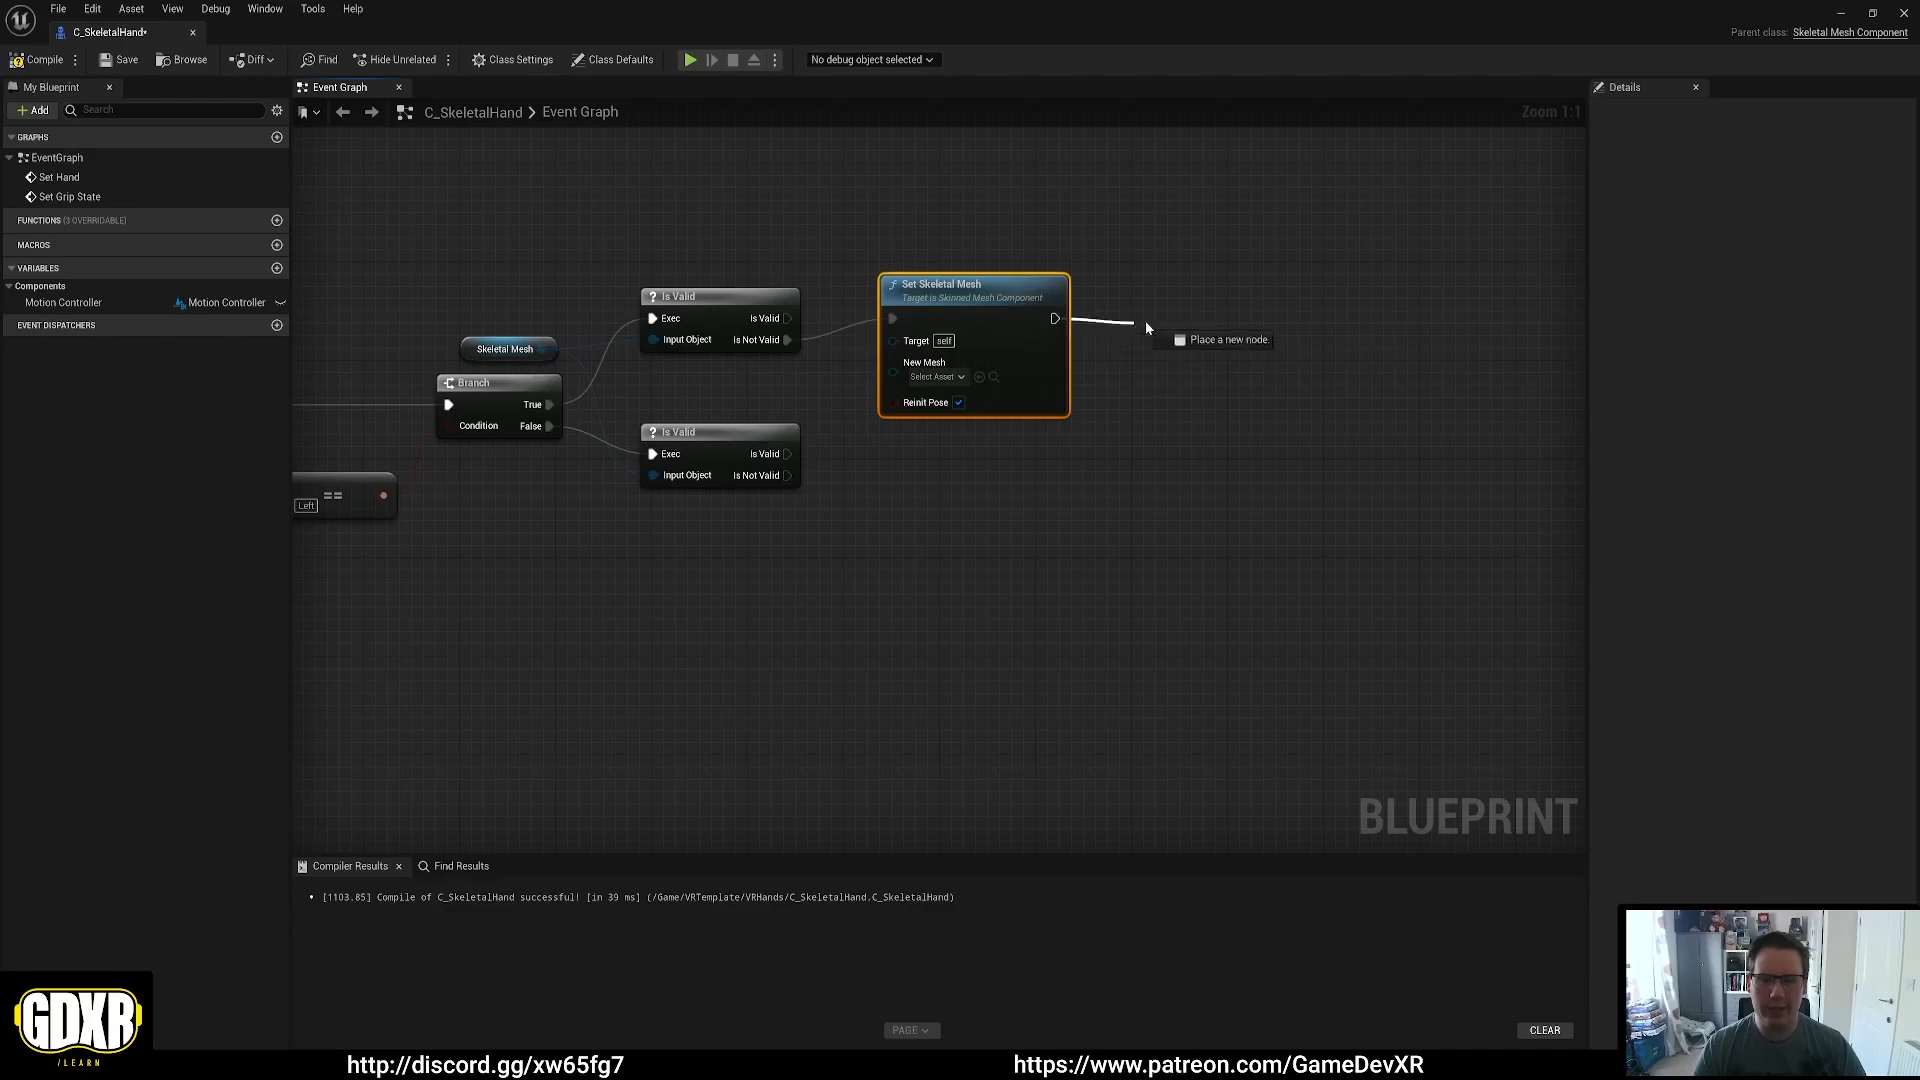 File Edit Asset View Debug Window Tools Help
C_SkeletalHand*
Parent class: Skeletal Mesh Component
Compile Save Browse Diff Find Hide Unrelated Class Settings Class Defaults No debug object selected
My Blueprint
Event Graph
Details
Add Search
C_SkeletalHand > Event Graph
Zoom 1:1
GRAPHS
EventGraph
Set Hand
Set Grip State
FUNCTIONS (3 OVERRIDABLE)
MACROS
VARIABLES
Components
Motion Controller Motion Controller
EVENT DISPATCHERS
Skeletal Mesh
Branch
True
Condition False
Left ==
? Is Valid
Exec Is Valid
Input Object Is Not Valid
? Is Valid
Exec Is Valid
Input Object Is Not Valid
f Set Skeletal Mesh
Target is Skinned Mesh Component
Target self
New Mesh
Select Asset
Reinit Pose
Place a new node.
BLUEPRINT
Compiler Results Find Results
[1103.85] Compile of C_SkeletalHand successful! [in 39 ms] (/Game/VRTemplate/VRHands/C_SkeletalHand.C_SkeletalHand)
PAGE
CLEAR
GDXR
/LEARN
http://discord.gg/xw65fg7
https://www.patreon.com/GameDevXR